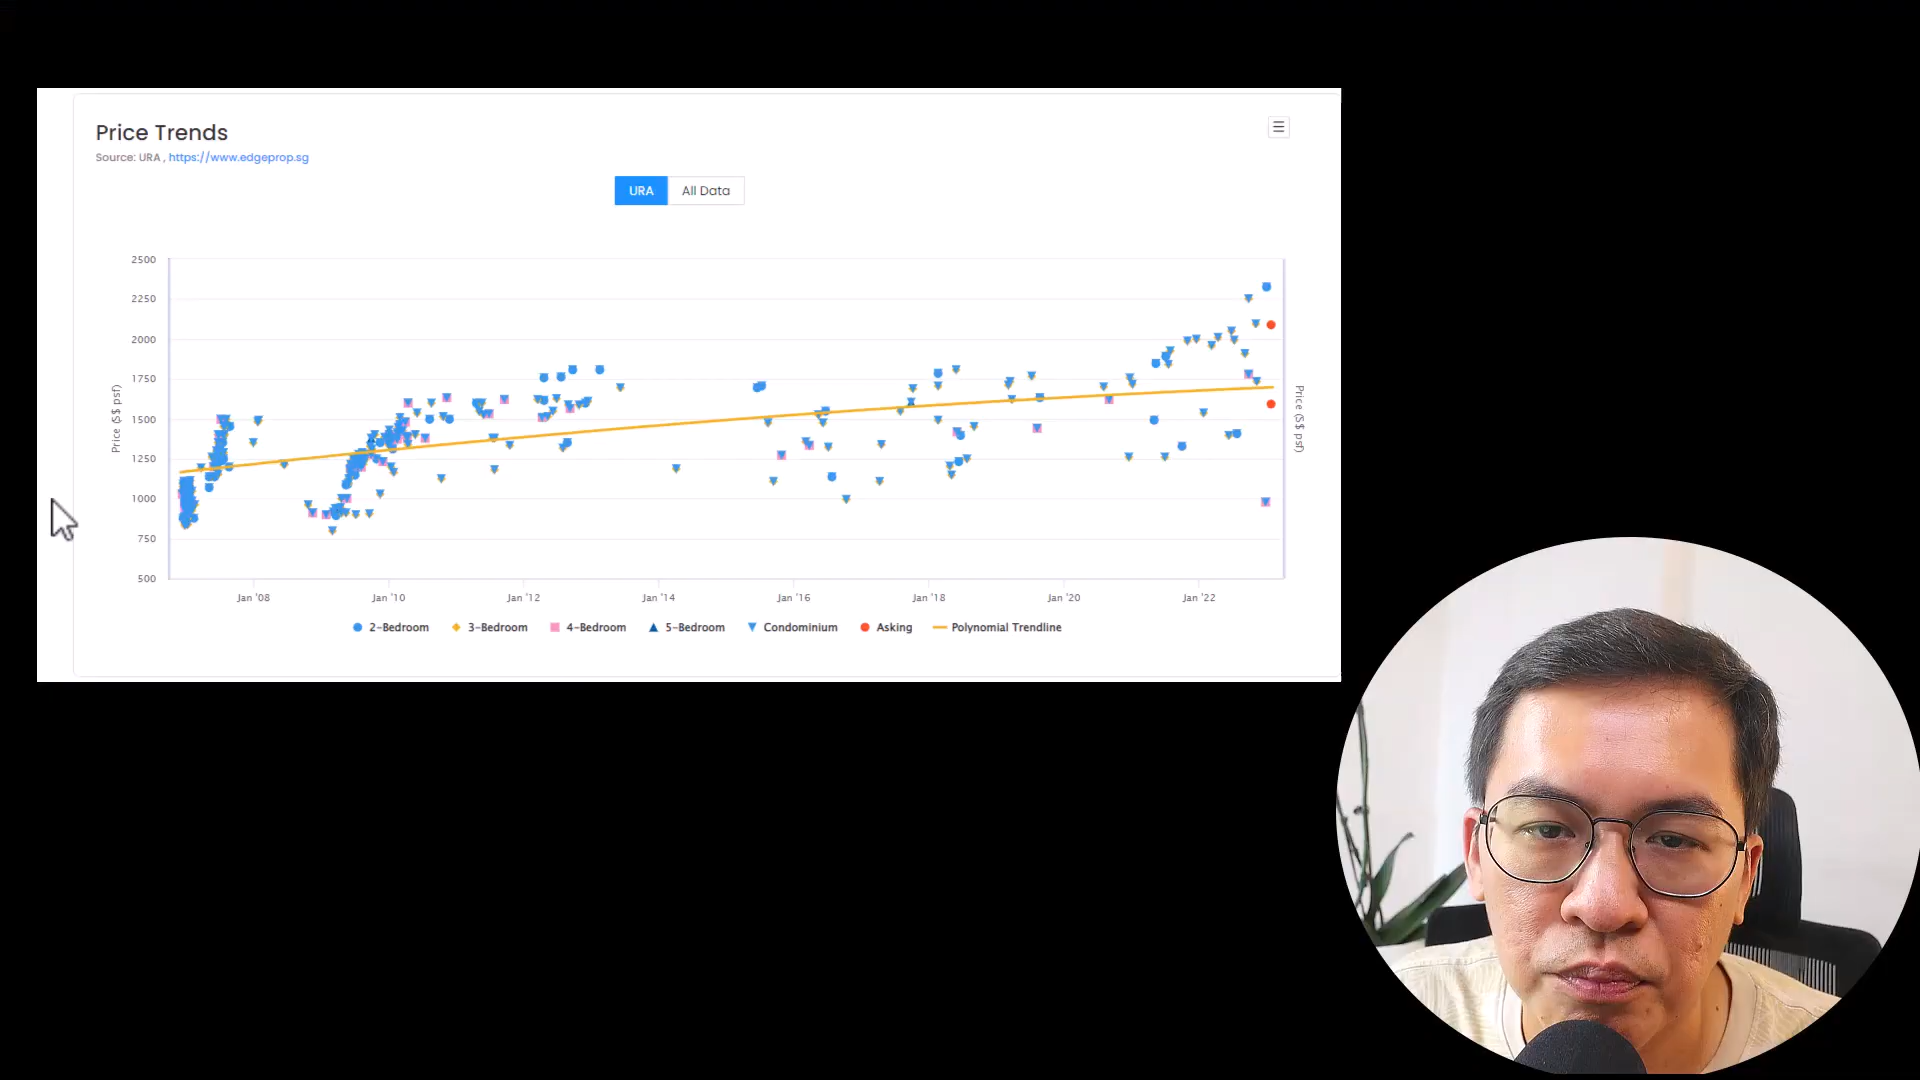 Price Trends
Source: URA , https://www.edgeprop.sg
URA All Data
2500
2250
2000
1750
1500
1250
1000
750
500
Price (S$ psf)
Price (S$ psf)
Jan '08 Jan '10 Jan '12 Jan '14 Jan '16 Jan '18 Jan '20 Jan '22
2-Bedroom 3-Bedroom 4-Bedroom 5-Bedroom Condominium Asking Polynomial Trendline